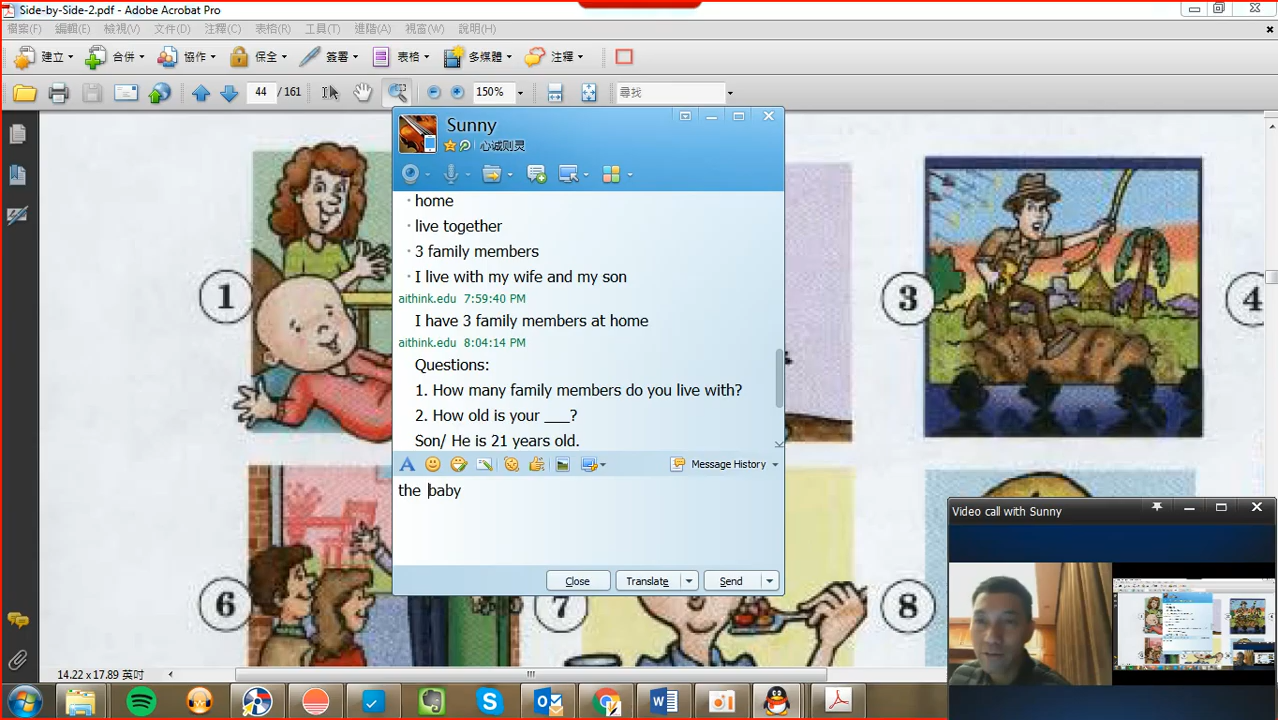 Side-by-Side-2.pdf - Adobe Acrobat Pro
檔案(F) 編輯(E) 檢視(V) 文件(D) 注釋(C) 表格(R) 工具(T) 進階(A) 視窗(W) 說明(H)
建立 合併 協作 保全 簽署 表格 多媒體 注釋
44 / 161 150% 尋找
Sunny
心诚则灵
home
live together
3 family members
I live with my wife and my son
aithink.edu 7:59:40 PM
I have 3 family members at home
aithink.edu 8:04:14 PM
Questions:
1. How many family members do you live with?
2. How old is your ___?
Son/ He is 21 years old.
Message History
the baby
Close Translate Send
1
3
4
6
7
8
Video call with Sunny
14.22 x 17.89 英吋